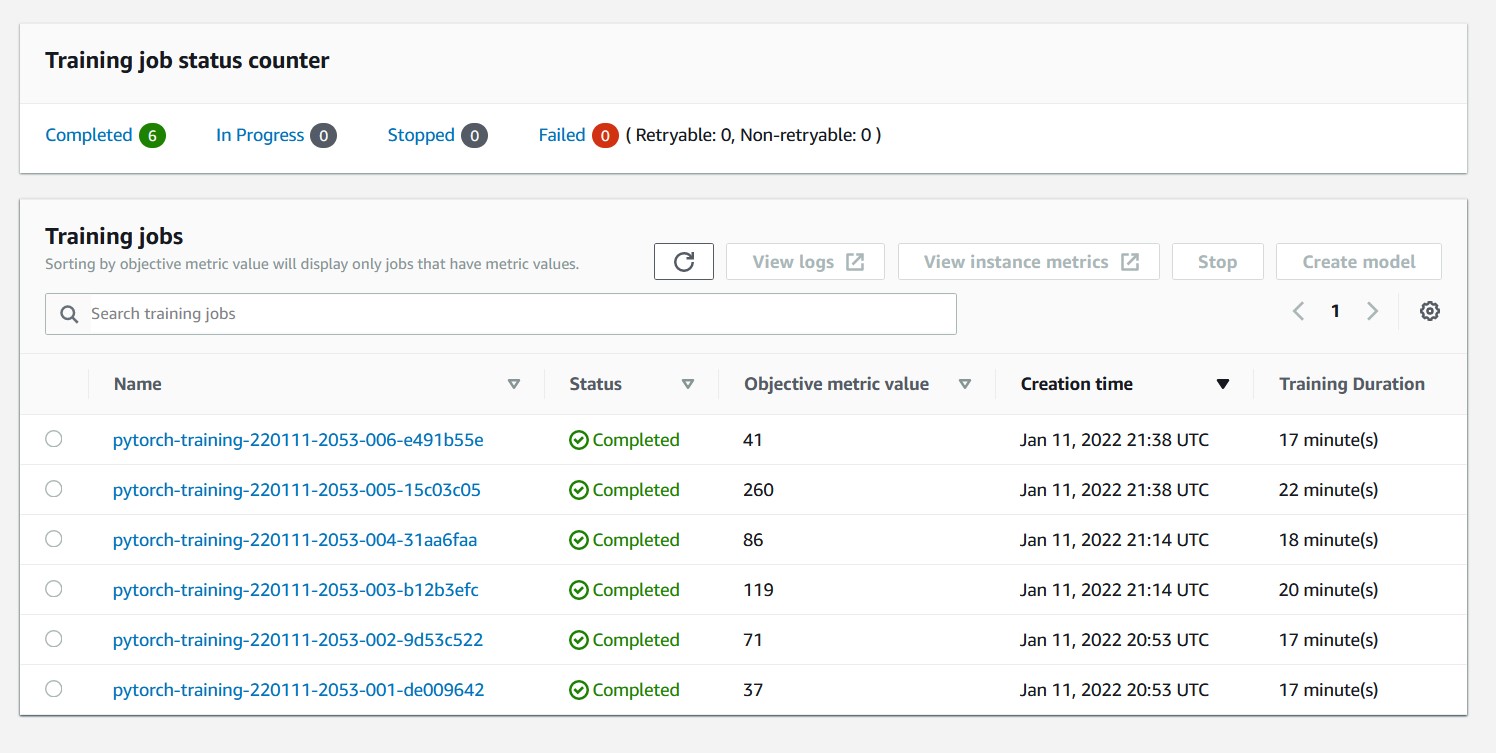 Training job status counter
Completed 6 In Progress 0 Stopped 0 Failed 0 ( Retryable: 0, Non-retryable: 0 )
Training jobs
Sorting by objective metric value will display only jobs that have metric values.
View logs View instance metrics Stop Create model
Search training jobs 1
Name Status Objective metric value Creation time Training Duration
pytorch-training-220111-2053-006-e491b55e Completed 41 Jan 11, 2022 21:38 UTC 17 minute(s)
pytorch-training-220111-2053-005-15c03c05 Completed 260 Jan 11, 2022 21:38 UTC 22 minute(s)
pytorch-training-220111-2053-004-31aa6faa Completed 86 Jan 11, 2022 21:14 UTC 18 minute(s)
pytorch-training-220111-2053-003-b12b3efc Completed 119 Jan 11, 2022 21:14 UTC 20 minute(s)
pytorch-training-220111-2053-002-9d53c522 Completed 71 Jan 11, 2022 20:53 UTC 17 minute(s)
pytorch-training-220111-2053-001-de009642 Completed 37 Jan 11, 2022 20:53 UTC 17 minute(s)